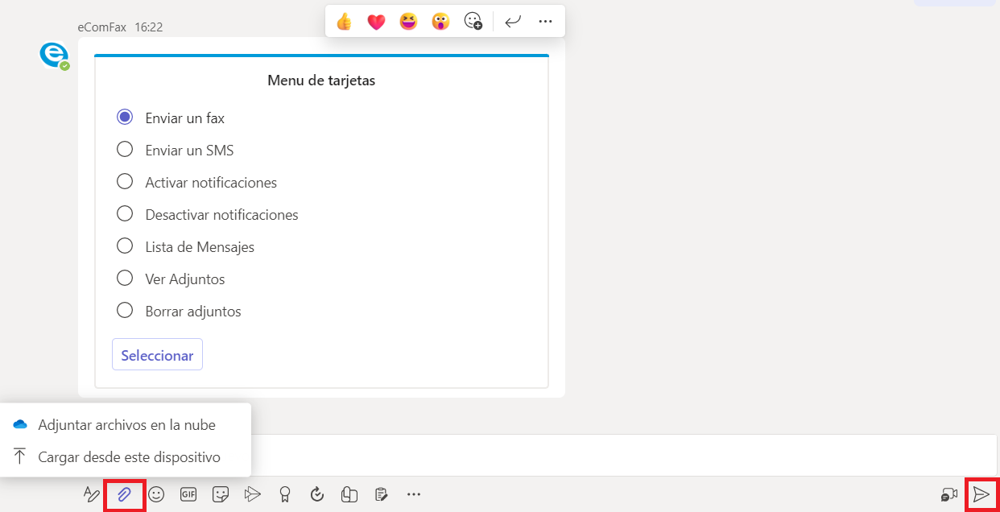 eComFax 16:22
Menu de tarjetas
Enviar un fax
Enviar un SMS
Activar notificaciones
Desactivar notificaciones
Lista de Mensajes
Ver Adjuntos
Borrar adjuntos
Seleccionar
Adjuntar archivos en la nube
Cargar desde este dispositivo
GIF